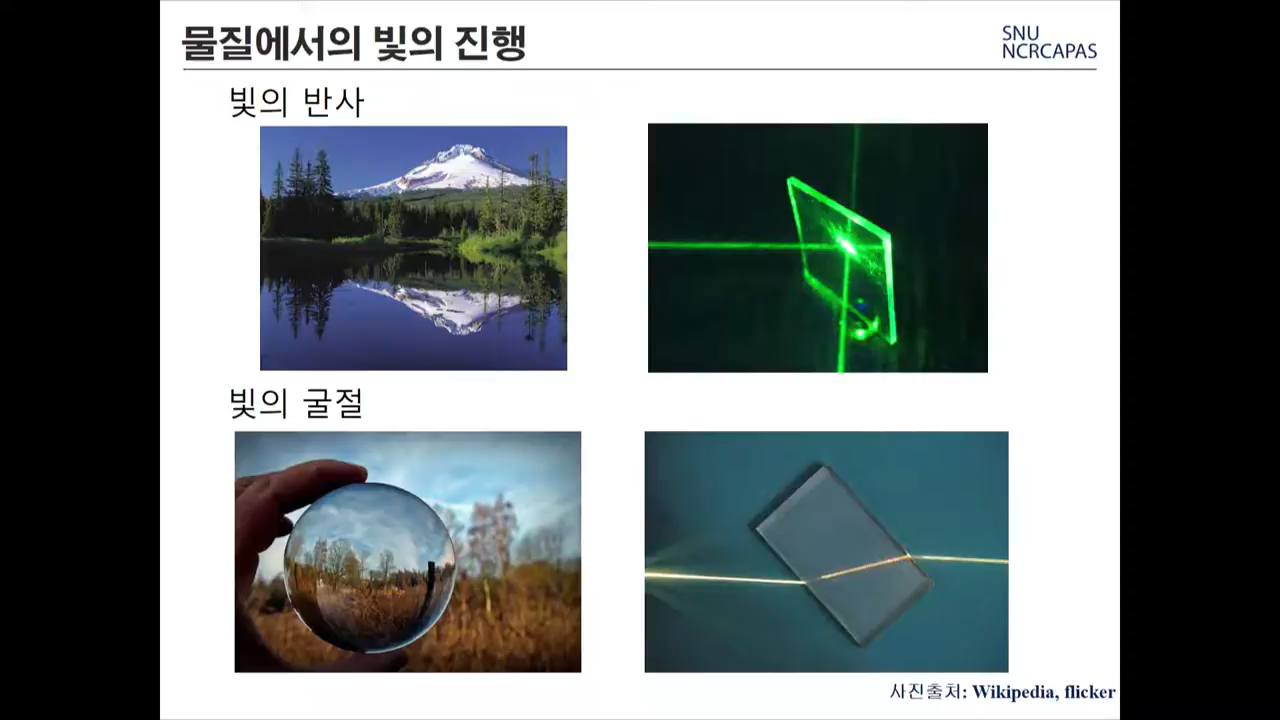 물질에서의 빛의 진행
SNU
NCRCAPAS
빛의 반사
빛의 굴절
사진출처: Wikipedia, flicker